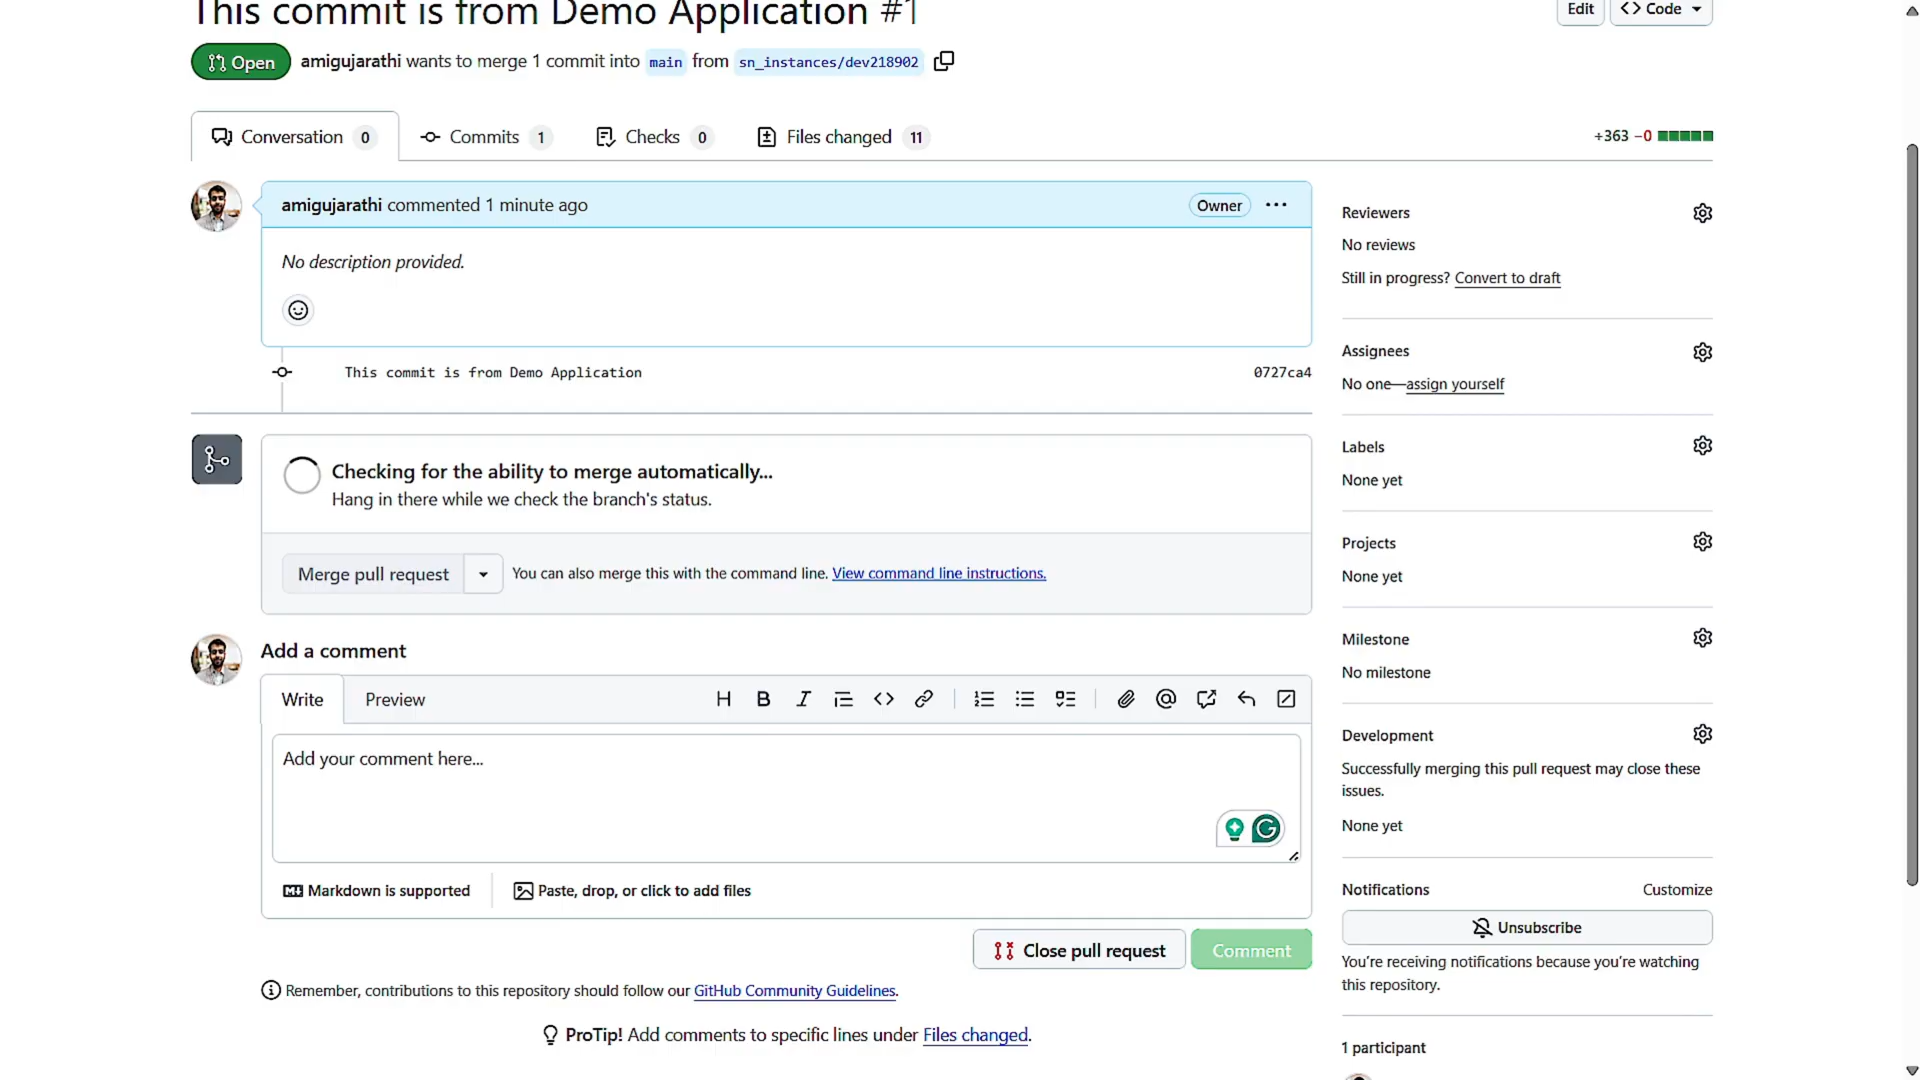 This commit is from Demo Application #1
Edit
Code
Open
amigujarathi wants to merge 1 commit into main from sn_instances/dev218902
Conversation 0
Commits 1
Checks 0
Files changed 11
+363 −0
amigujarathi commented 1 minute ago
Owner
No description provided.
This commit is from Demo Application
0727ca4
Checking for the ability to merge automatically...
Hang in there while we check the branch's status.
Merge pull request
You can also merge this with the command line. View command line instructions.
Add a comment
Write
Preview
Add your comment here...
Markdown is supported
Paste, drop, or click to add files
Close pull request
Comment
Remember, contributions to this repository should follow our GitHub Community Guidelines.
ProTip! Add comments to specific lines under Files changed.
Reviewers
No reviews
Still in progress? Convert to draft
Assignees
No one—assign yourself
Labels
None yet
Projects
None yet
Milestone
No milestone
Development
Successfully merging this pull request may close these
issues.
None yet
Notifications
Customize
Unsubscribe
You're receiving notifications because you're watching
this repository.
1 participant